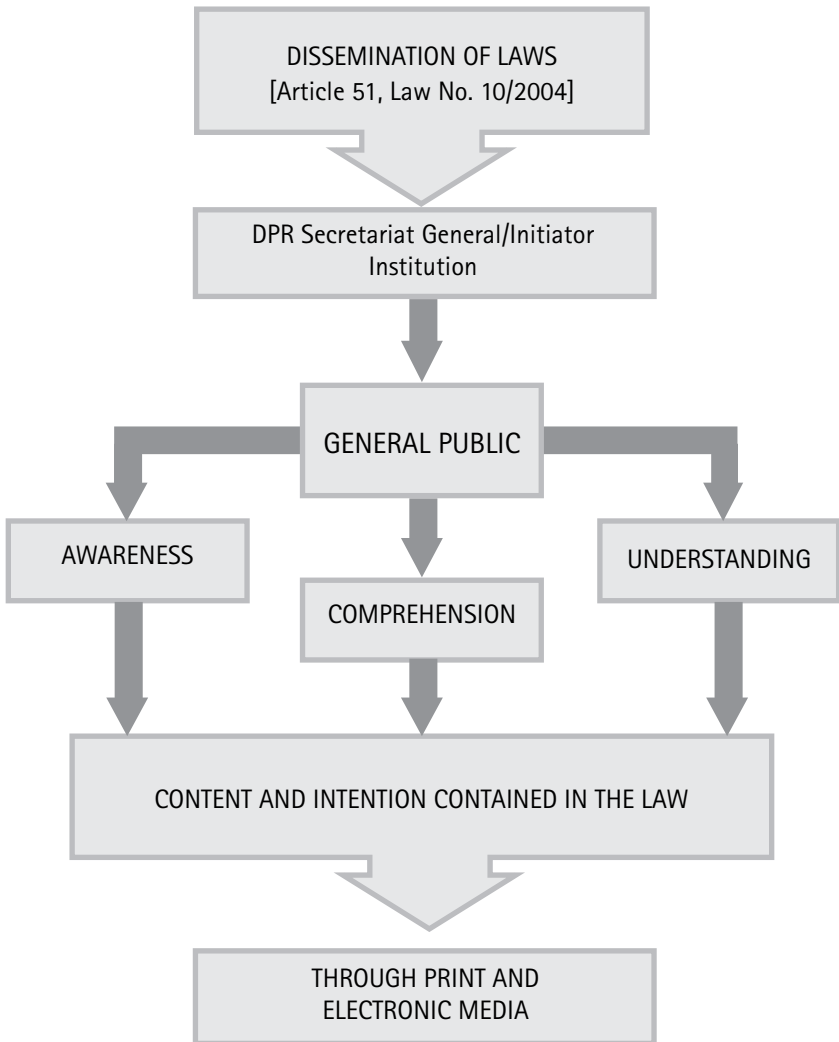 DISSEMINATION OF LAWS
[Article 51, Law No. 10/2004]
DPR Secretariat General/Initiator
Institution
GENERAL PUBLIC
AWARENESS
COMPREHENSION
UNDERSTANDING
CONTENT AND INTENTION CONTAINED IN THE LAW
THROUGH PRINT AND
ELECTRONIC MEDIA